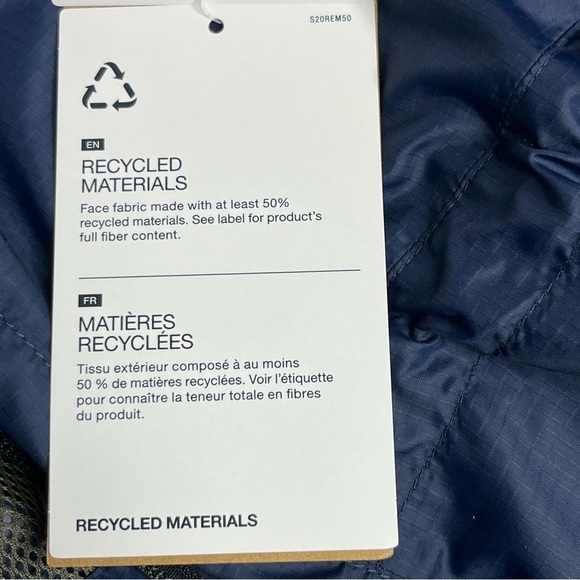 S20REM50
EN
RECYCLED
MATERIALS
Face fabric made with at least 50%
recycled materials. See label for product's
full fiber content.
FR
MATIÈRES
RECYCLÉES
Tissu extérieur composé à au moins
50 % de matières recyclées. Voir l'étiquette
pour connaître la teneur totale en fibres
du produit.
RECYCLED MATERIALS